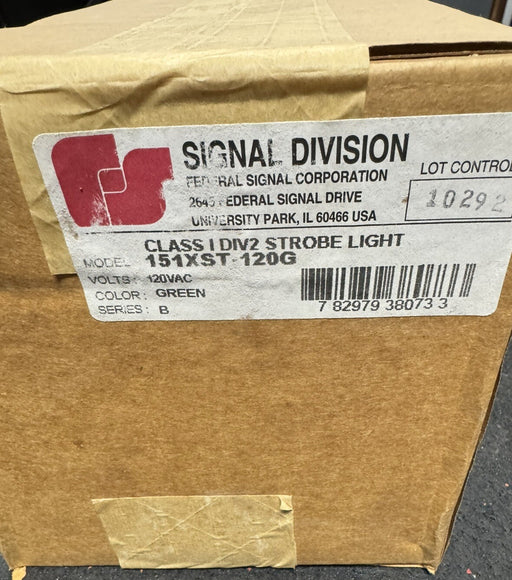 SIGNAL DIVISION
FEDERAL SIGNAL CORPORATION
2645 FEDERAL SIGNAL DRIVE
UNIVERSITY PARK, IL 60466 USA
LOT CONTROL
10292
CLASS I DIV2 STROBE LIGHT
MODEL 151XST-120G
VOLTS: 120VAC
COLOR: GREEN
SERIES: B
7 82979 38073 3